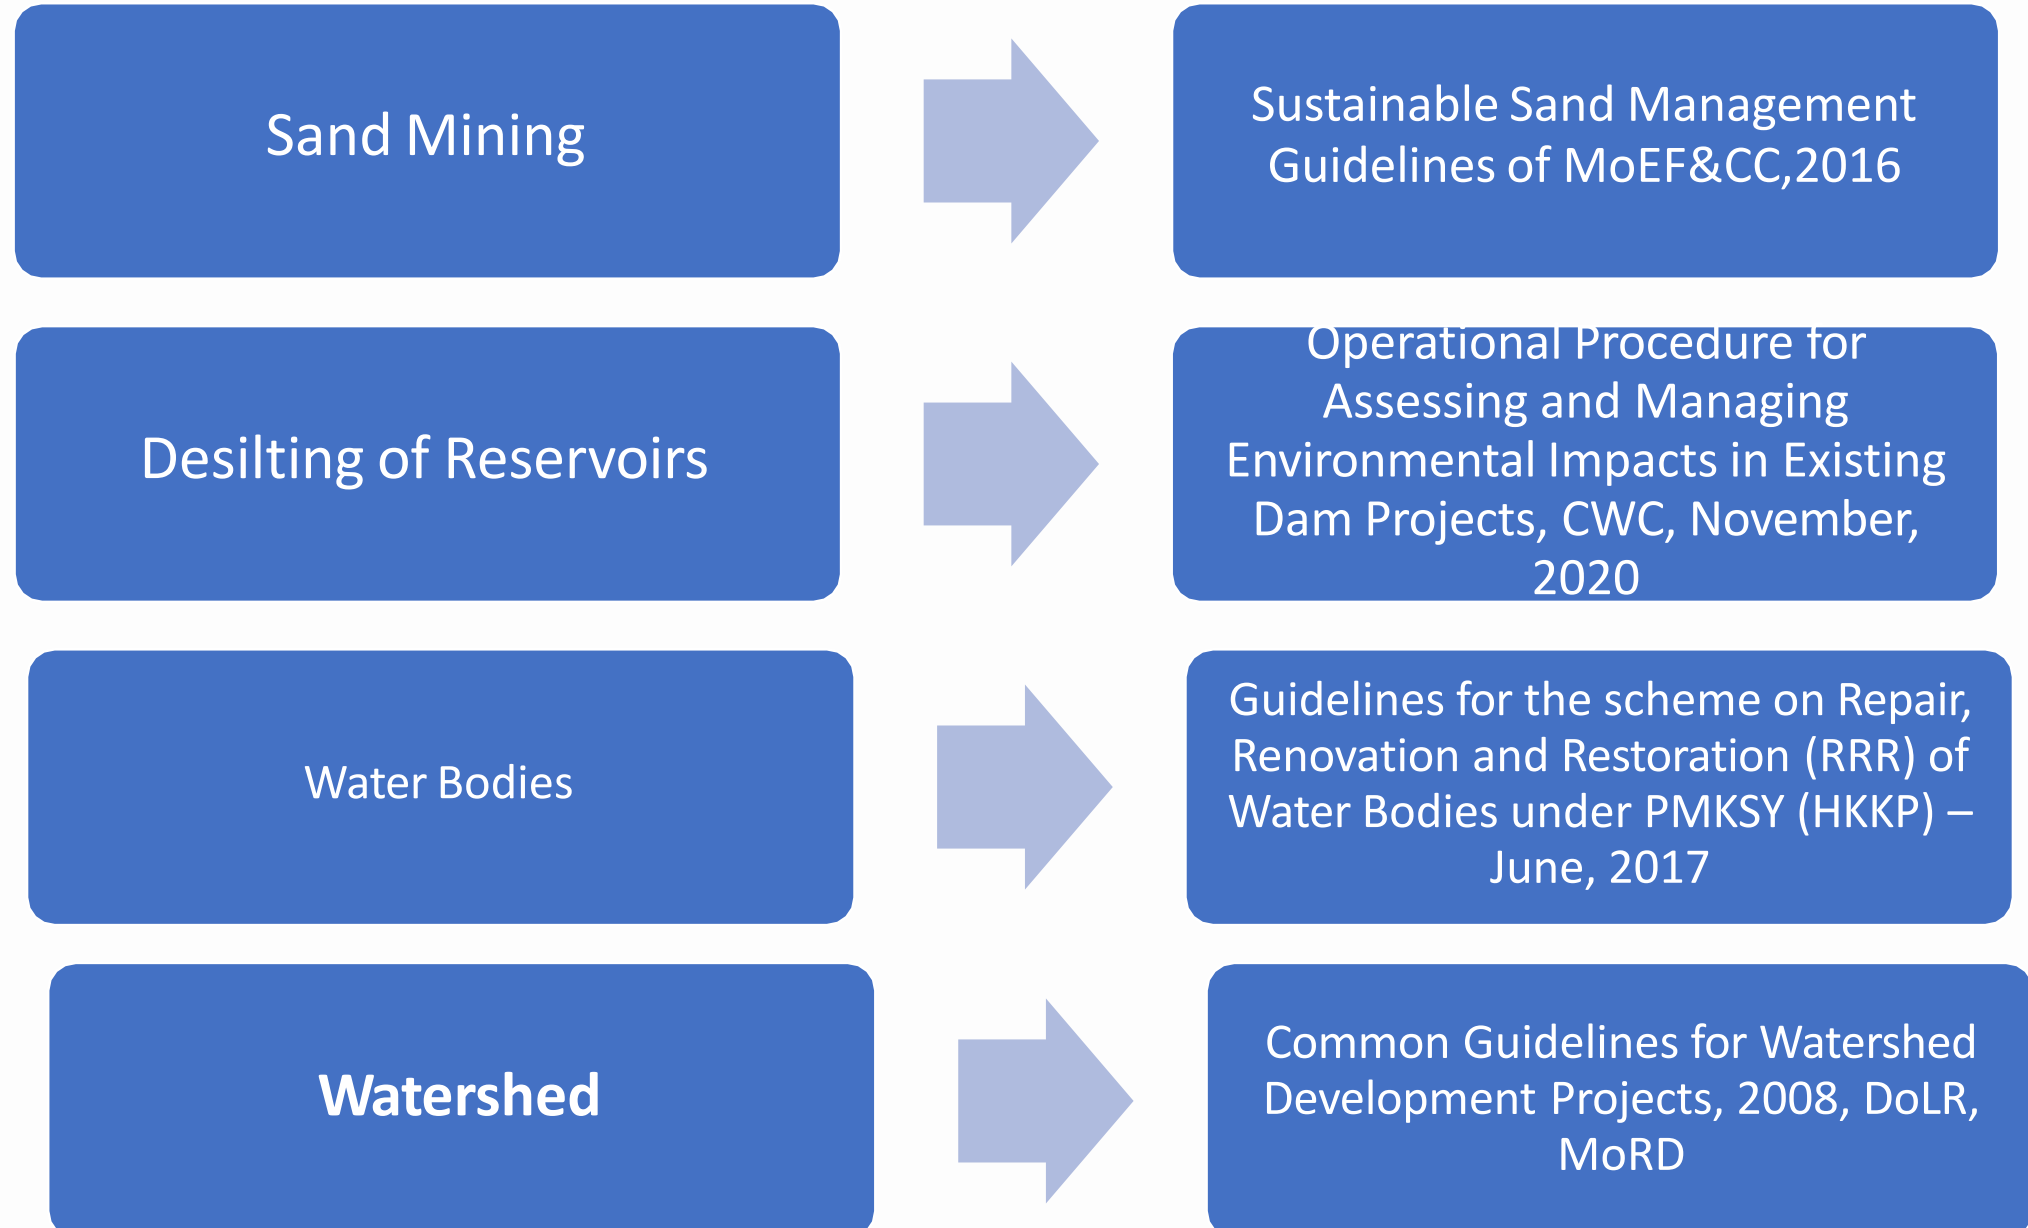 Sand Mining
Sustainable Sand Management
Guidelines of MoEF&CC,2016
Desilting of Reservoirs
Operational Procedure for
Assessing and Managing
Environmental Impacts in Existing
Dam Projects, CWC, November,
2020
Water Bodies
Guidelines for the scheme on Repair,
Renovation and Restoration (RRR) of
Water Bodies under PMKSY (HKKP) –
June, 2017
Watershed
Common Guidelines for Watershed
Development Projects, 2008, DoLR,
MoRD